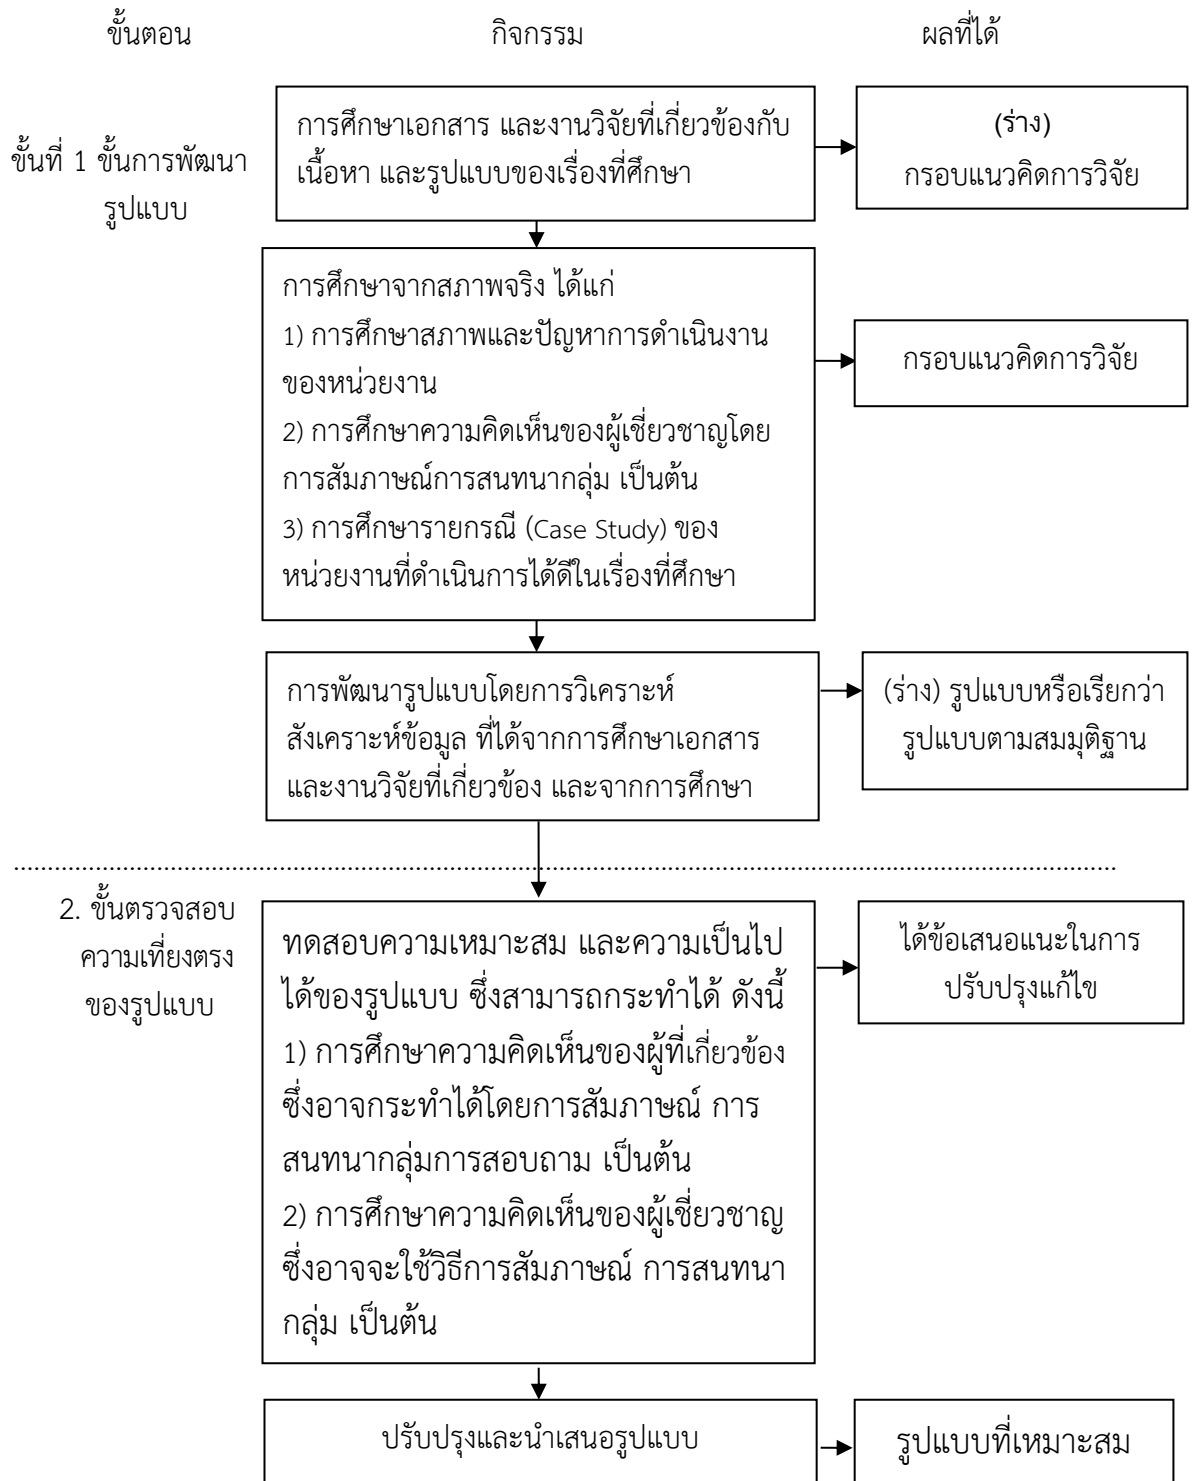 ขั้นตอน
กิจกรรม
ผลที่ได้
ขั้นที่ 1 ขั้นการพัฒนา
รูปแบบ
การศึกษาเอกสาร และงานวิจัยที่เกี่ยวข้องกับ
เนื้อหา และรูปแบบของเรื่องที่ศึกษา
(ร่าง)
กรอบแนวคิดการวิจัย
การศึกษาจากสภาพจริง ได้แก่
1) การศึกษาสภาพและปัญหาการดำเนินงาน
ของหน่วยงาน
2) การศึกษาความคิดเห็นของผู้เชี่ยวชาญโดย
การสัมภาษณ์การสนทนากลุ่ม เป็นต้น
3) การศึกษารายกรณี (Case Study) ของ
หน่วยงานที่ดำเนินการได้ดีในเรื่องที่ศึกษา
กรอบแนวคิดการวิจัย
การพัฒนารูปแบบโดยการวิเคราะห์
สังเคราะห์ข้อมูล ที่ได้จากการศึกษาเอกสาร
และงานวิจัยที่เกี่ยวข้อง และจากการศึกษา
(ร่าง) รูปแบบหรือเรียกว่า
รูปแบบตามสมมุติฐาน
2. ขั้นตรวจสอบ
ความเที่ยงตรง
ของรูปแบบ
ทดสอบความเหมาะสม และความเป็นไป
ได้ของรูปแบบ ซึ่งสามารถกระทำได้ ดังนี้
1) การศึกษาความคิดเห็นของผู้ที่เกี่ยวข้อง
ซึ่งอาจกระทำได้โดยการสัมภาษณ์ การ
สนทนากลุ่มการสอบถาม เป็นต้น
2) การศึกษาความคิดเห็นของผู้เชี่ยวชาญ
ซึ่งอาจจะใช้วิธีการสัมภาษณ์ การสนทนา
กลุ่ม เป็นต้น
ได้ข้อเสนอแนะในการ
ปรับปรุงแก้ไข
ปรับปรุงและนำเสนอรูปแบบ
รูปแบบที่เหมาะสม